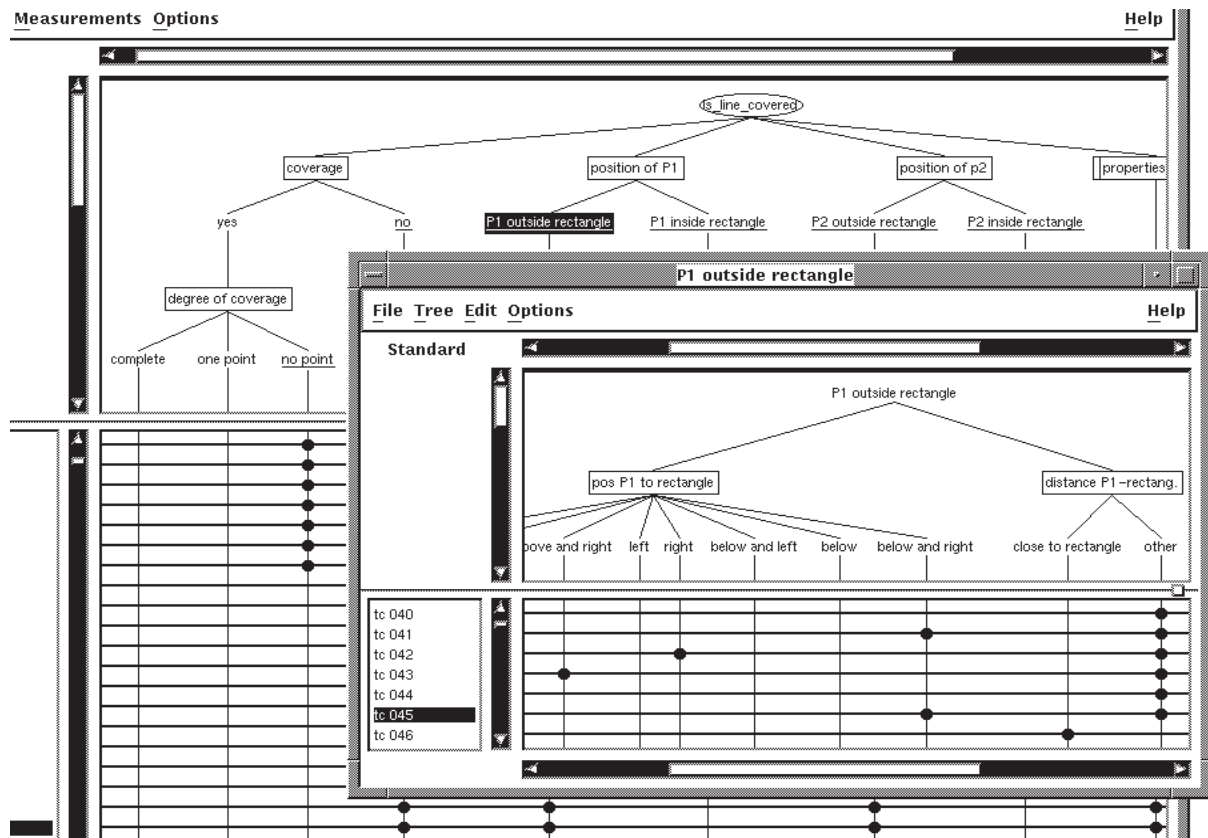 Measurements Options Help
is_line_covered
coverage position of P1 position of p2 properties
yes no P1 outside rectangle P1 inside rectangle P2 outside rectangle P2 inside rectangle
degree of coverage
complete one point no point
P1 outside rectangle
File Tree Edit Options Help
Standard
P1 outside rectangle
pos P1 to rectangle distance P1-rectang.
and right left right below and left below below and right close to rectangle other
tc 040
tc 041
tc 042
tc 043
tc 044
tc 045
tc 046